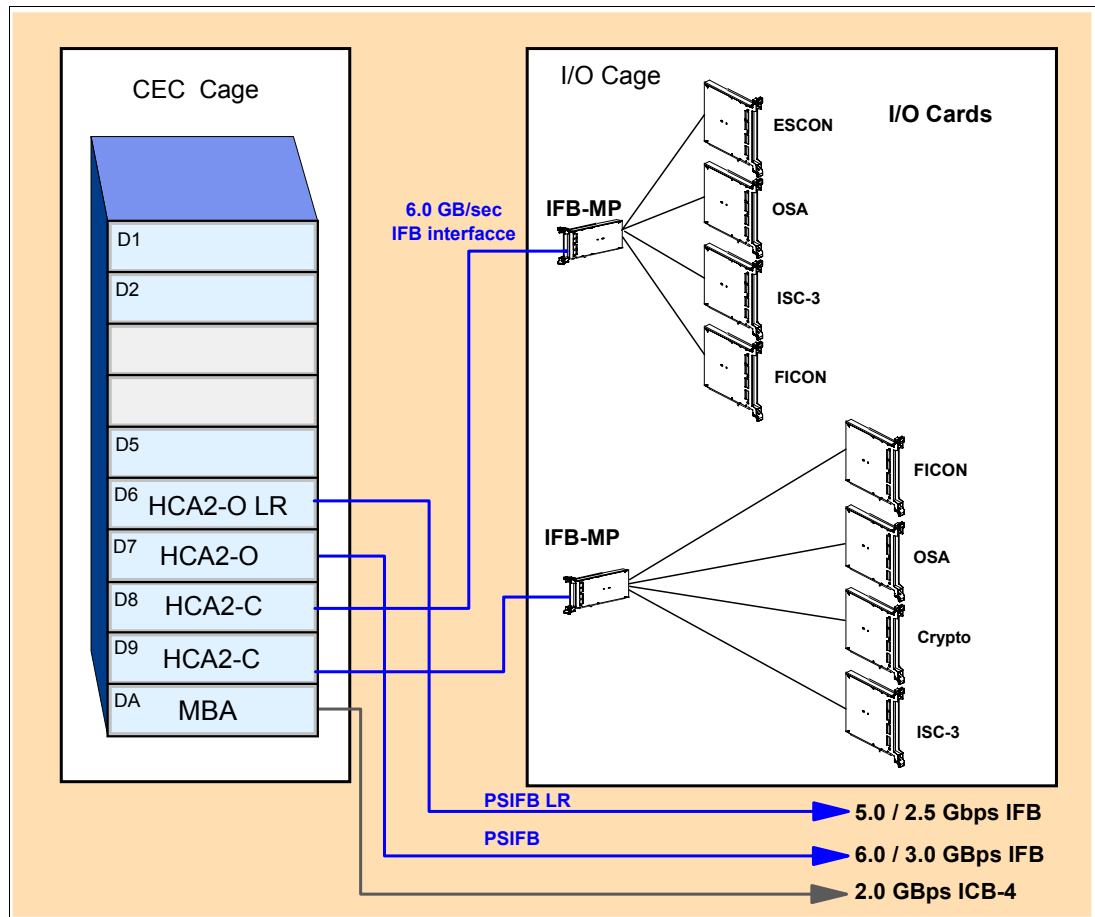 CEC Cage
D1
D2
D5
D6 HCA2-O LR
D7 HCA2-O
D8 HCA2-C
D9 HCA2-C
DA MBA
6.0 GB/sec
IFB interfacce
I/O Cage
I/O Cards
IFB-MP
ESCON
OSA
ISC-3
FICON
IFB-MP
FICON
OSA
Crypto
ISC-3
PSIFB LR
5.0 / 2.5 Gbps IFB
PSIFB
6.0 / 3.0 GBps IFB
2.0 GBps ICB-4